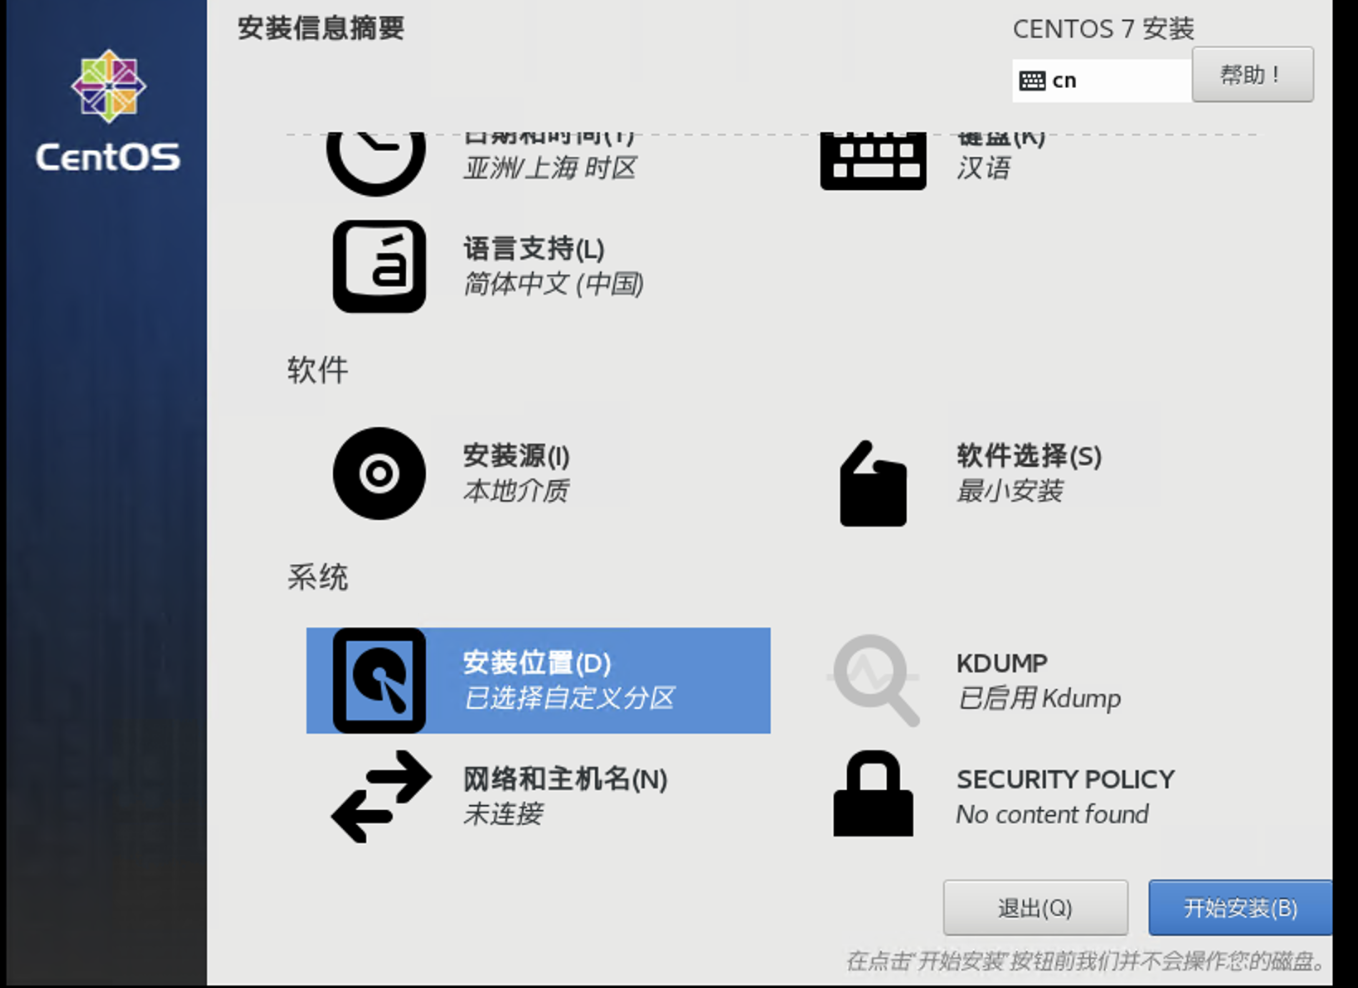 安装信息摘要
CENTOS 7 安装
cn
帮助！
CentOS
日期和时间(T)
亚洲/上海 时区
键盘(K)
汉语
á
语言支持(L)
简体中文 (中国)
软件
安装源(I)
本地介质
软件选择(S)
最小安装
系统
安装位置(D)
已选择自定义分区
KDUMP
已启用 Kdump
网络和主机名(N)
未连接
SECURITY POLICY
No content found
退出(Q)
开始安装(B)
在点击"开始安装"按钮前我们并不会操作您的磁盘。